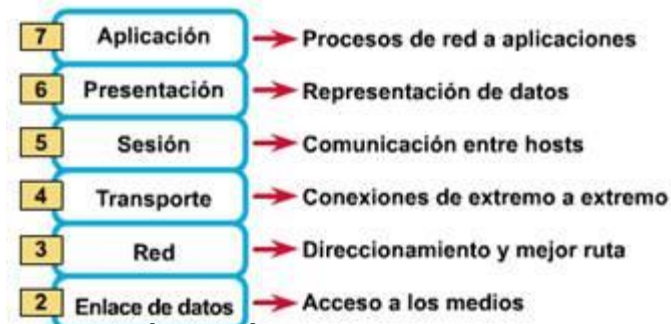 7 Aplicación Procesos de red a aplicaciones
6 Presentación Representación de datos
5 Sesión Comunicación entre hosts
4 Transporte Conexiones de extremo a extremo
3 Red Direccionamiento y mejor ruta
2 Enlace de datos Acceso a los medios